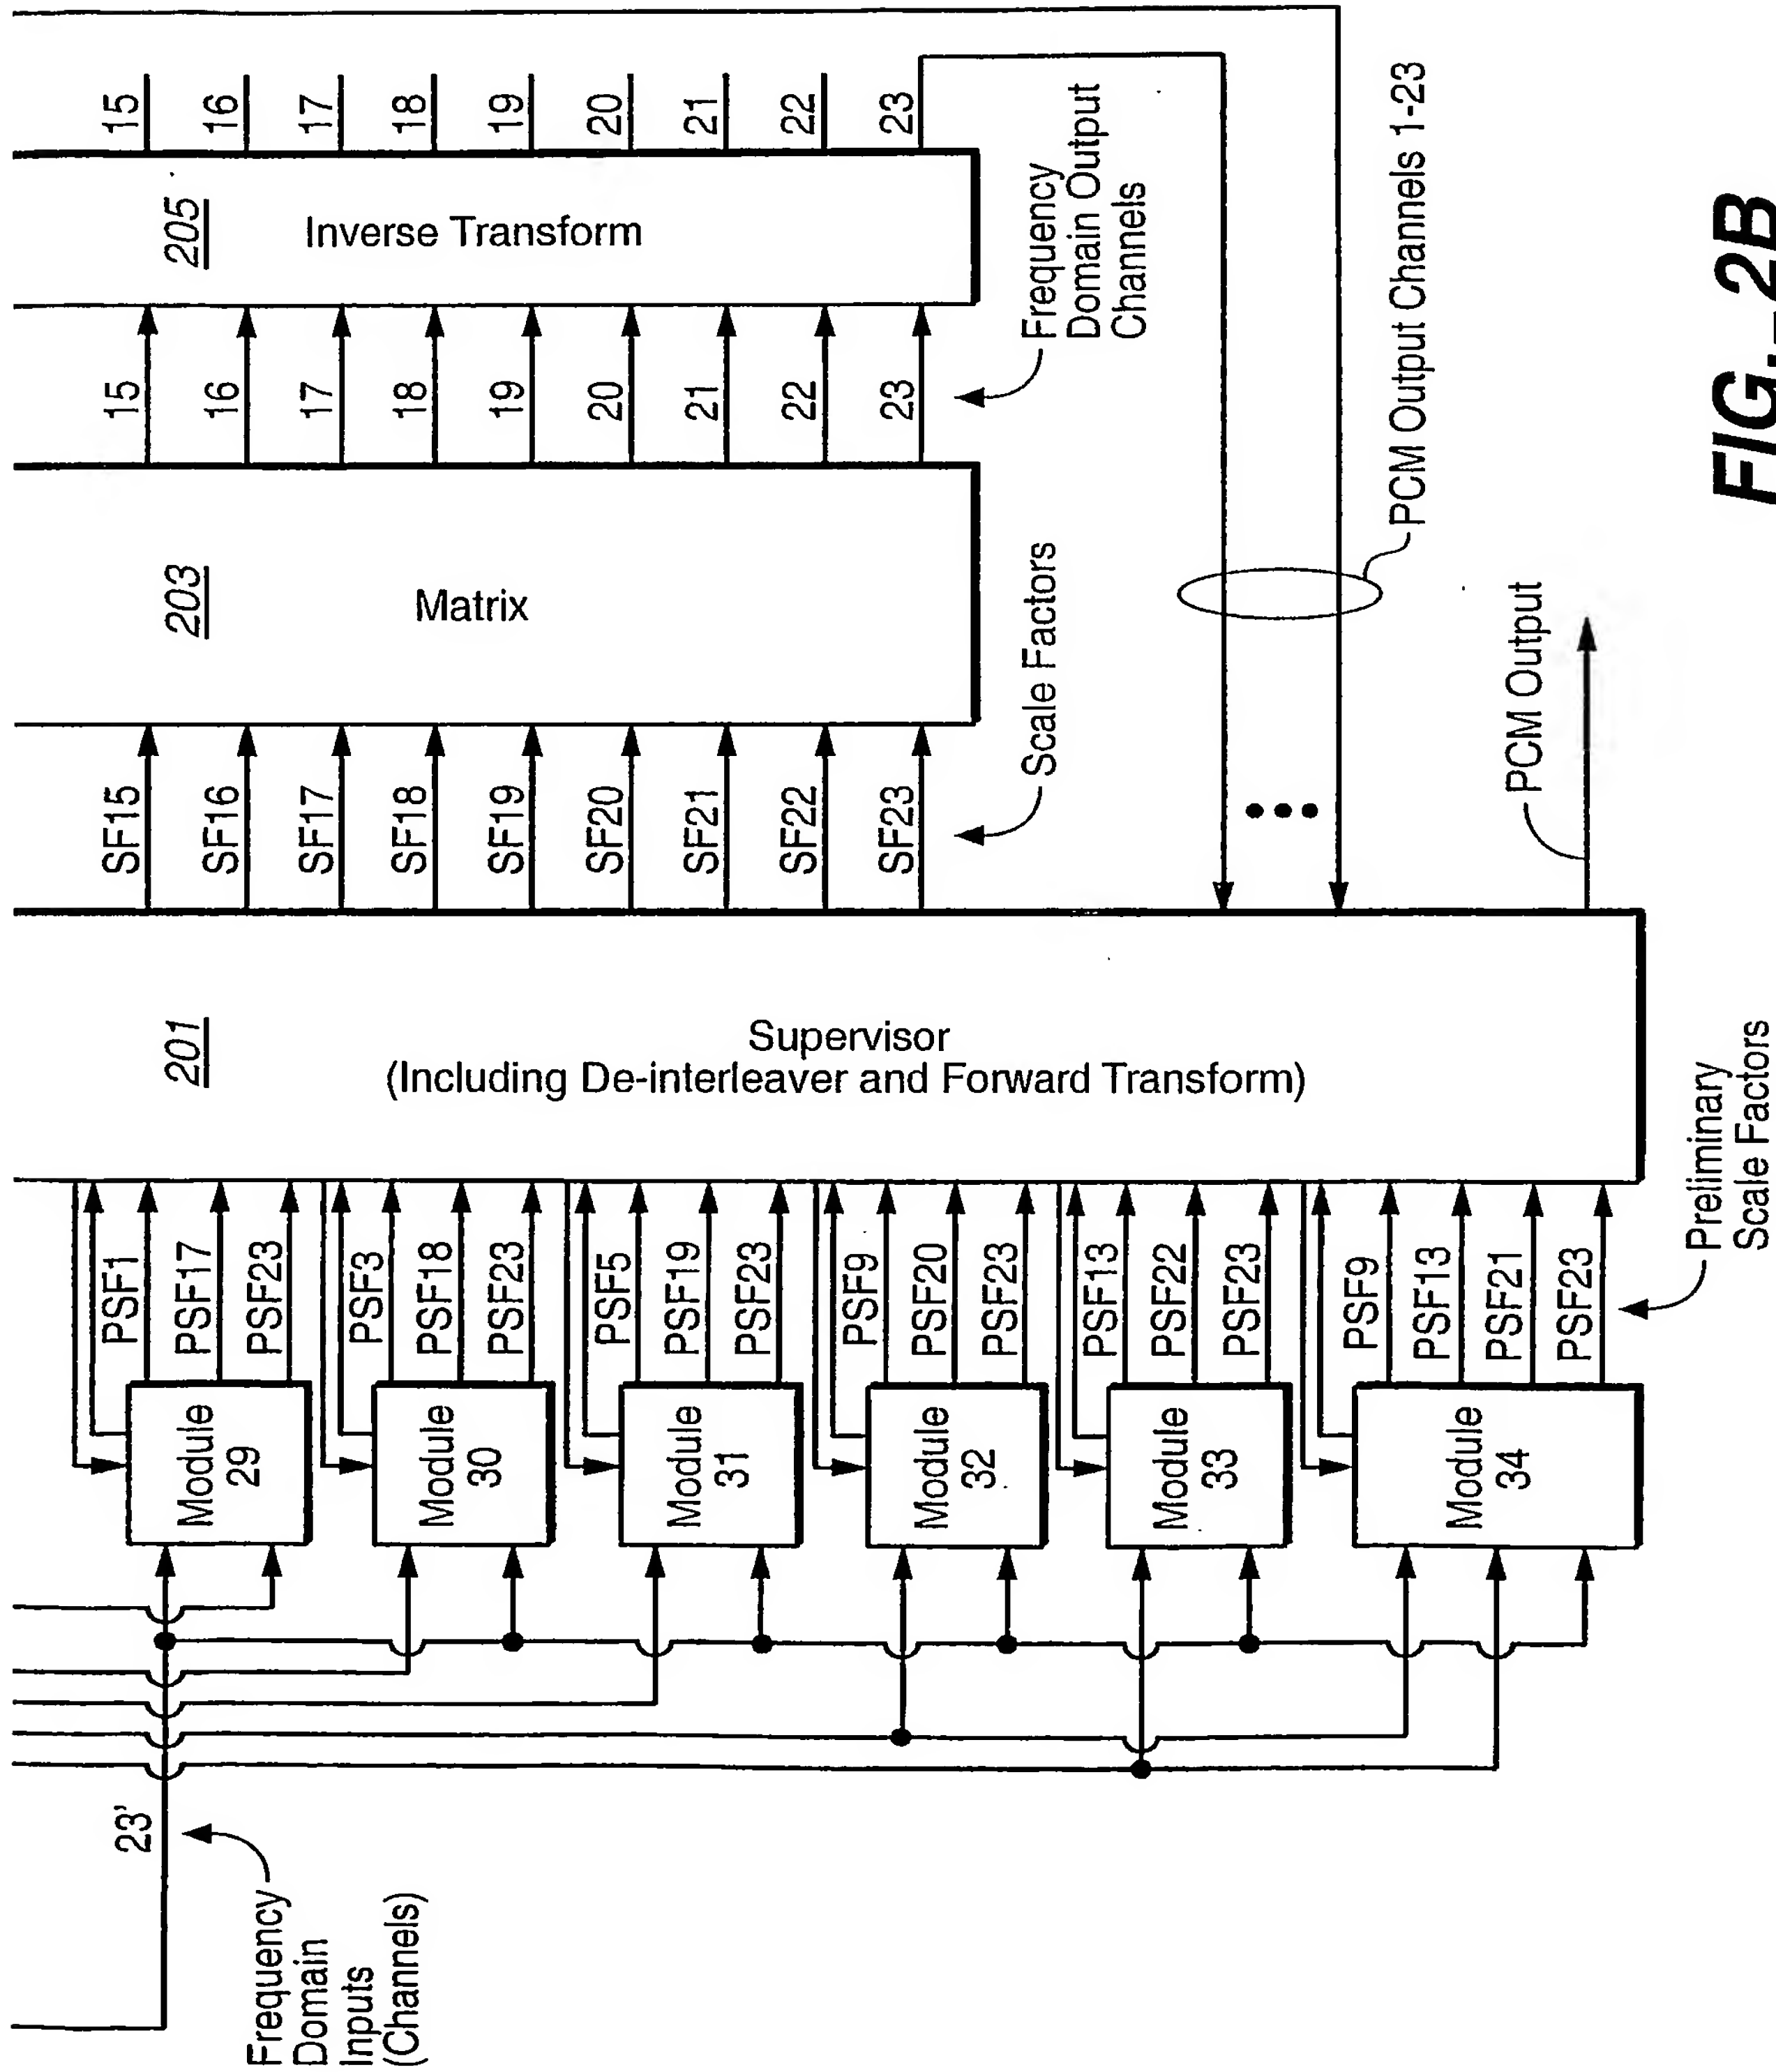 23'
Frequency
Domain
Inputs
(Channels)
Module
29
Module
30
Module
31
Module
32
Module
33
Module
34
PSF1
PSF17
PSF23
PSF3
PSF18
PSF23
PSF5
PSF19
PSF23
PSF9
PSF20
PSF23
PSF13
PSF22
PSF23
PSF9
PSF13
PSF21
PSF23
Preliminary
Scale Factors
201
Supervisor
(Including De-interleaver and Forward Transform)
SF15
SF16
SF17
SF18
SF19
SF20
SF21
SF22
SF23
Scale Factors
PCM Output
203
Matrix
15
16
17
18
19
20
21
22
23
Frequency
Domain Output
Channels
PCM Output Channels 1-23
205
Inverse Transform
15
16
17
18
19
20
21
22
23
FIG._2B